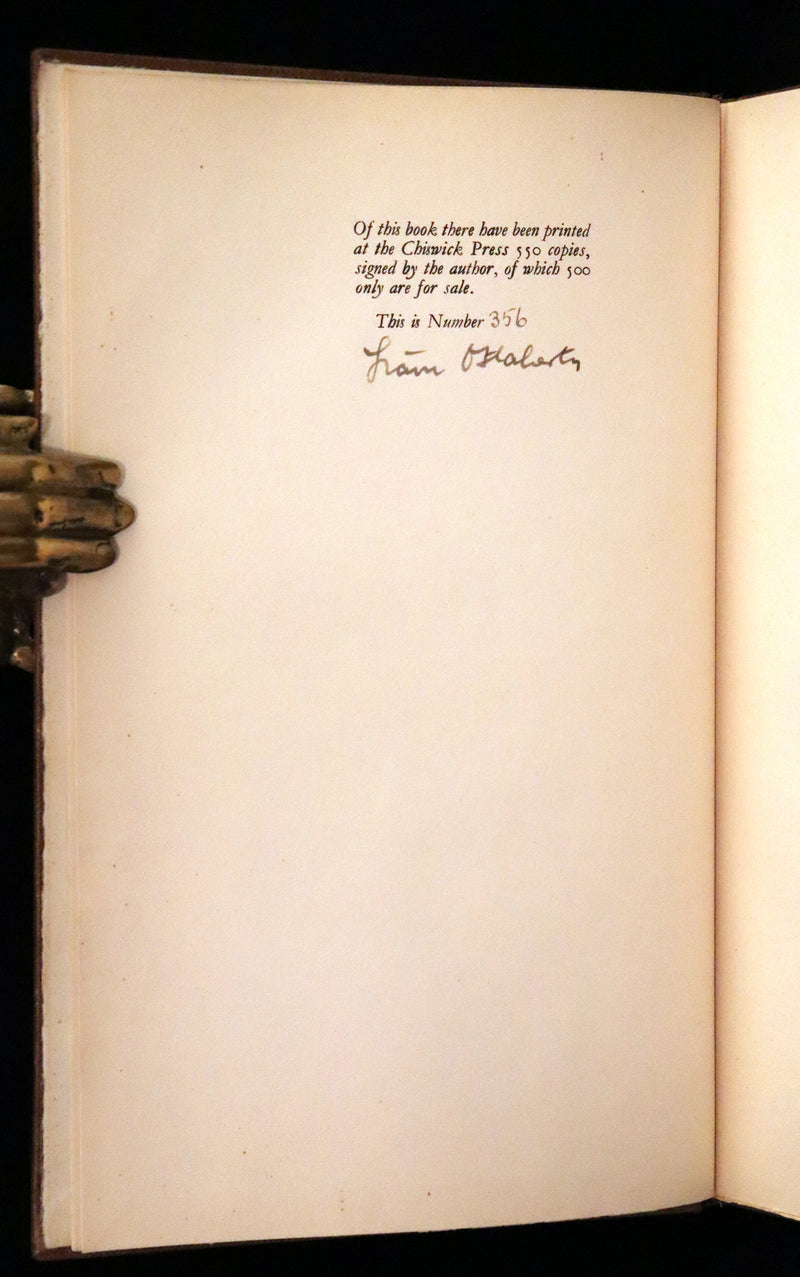 Of this book there have been printed
at the Chiswick Press 550 copies,
signed by the author, of which 500
only are for sale.
This is Number 356
Liam O'Flaherty